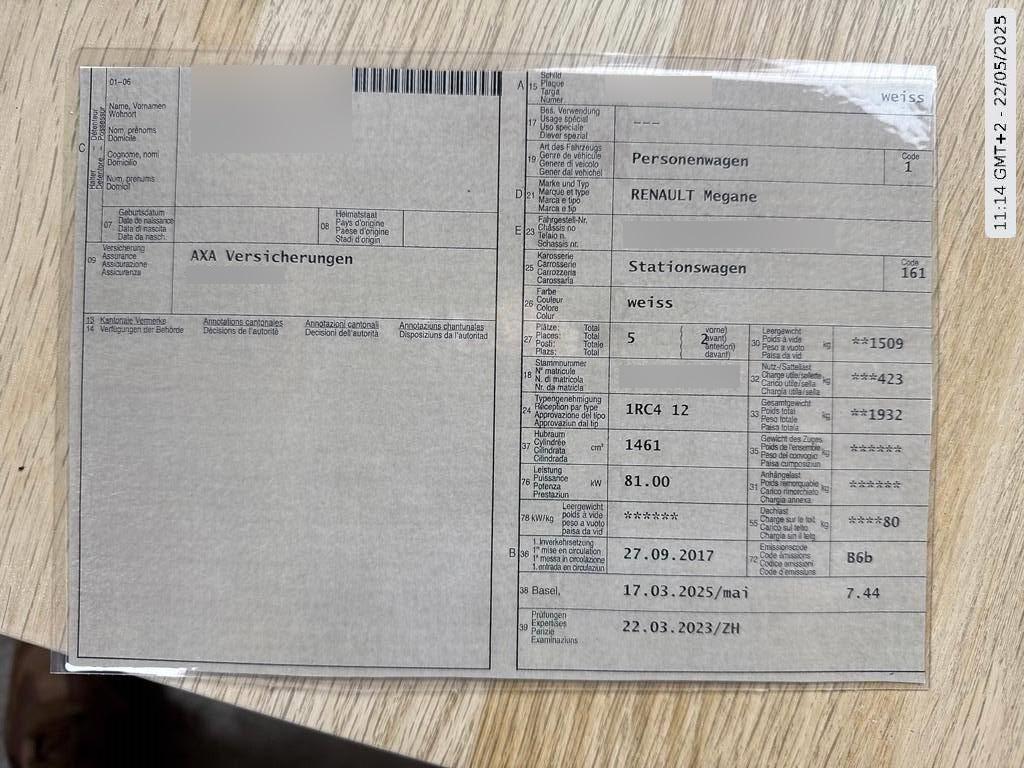 11:14 GMT+2 - 22/05/2025
01-06
C
Halter Détenteur
Name, Vornamen
Wohnort
Nom, prénoms
Domicile
Cognome, nomi
Domicilio
Num, prenums
Domicil
07
Geburtsdatum
Date de naissance
Data di nascita
Data da nasch.
08
Heimatstaat
Pays d'origine
Paese d'origine
Stadi d'origin
09
Versicherung
Assurance
Assicurazione
Assicuranza
AXA Versicherungen
13 Kantonale Vermerke Annotations cantonales Annotazioni cantonali Annotaziuns chantunalas
14 Verfügungen der Behörde Décisions de l'autorité Decisioni dell'autorità Disposiziuns da l'autoritad
A 15
Schild
Plaque
Targa
Numer
weiss
17
Bes. Verwendung
Usage spécial
Uso speciale
Diever spezial
---
19
Art des Fahrzeugs
Genre de véhicule
Genere di veicolo
Gener dal vehichel
Personenwagen
Code
1
D 21
Marke und Typ
Marque et type
Marca e tipo
Marca e tip
RENAULT Megane
E 23
Fahrgestell-Nr.
Châssis no
Telaio n.
Schassis nr.
25
Karosserie
Carrosserie
Carrozzeria
Carossaria
Stationswagen
Code
161
26
Farbe
Couleur
Colore
Colur
weiss
27
Plätze: Total
Places: Total
Posti: Totale
Plazs: Total
5
vorne)
2 avant)
anteriori)
davant)
30
Leergewicht
Poids à vide
Peso a vuoto
Paisa da vid
kg
**1509
18
Stammnummer
N° matricule
N. di matricola
Nr. da matricla
32
Nutz-/Sattellast
Charge utile/sellette
Carico utile/sella
Chargia utila/sella
kg
***423
24
Typengenehmigung
Réception par type
Approvazione del tipo
Approvaziun dal tip
1RC4 12
33
Gesamtgewicht
Poids total
Peso totale
Paisa totala
kg
**1932
37
Hubraum
Cylindrée
Cilindrata
Cilindrada
cm³
1461
35
Gewicht des Zuges
Poids de l'ensemble
Peso del convoglio
Paisa cumposiziun
kg
******
76
Leistung
Puissance
Potenza
Prestaziun
kW
81.00
31
Anhängelast
Poids remorquable
Carico rimorchiato
Chargia annexa
kg
******
78 kW/kg
Leergewicht
poids à vide
peso a vuoto
paisa da vid
******
55
Dachlast
Charge sur le toit
Carico sul tetto
Chargia sin il tetg
kg
****80
B 36
1. Inverkehrsetzung
1re mise en circulation
1a messa in circolazione
1. entrada en circulaziun
27.09.2017
72
Emissionscode
Code émissions
Codice emissioni
Code d'emissiuns
B6b
38 Basel,
17.03.2025/mai
7.44
39
Prüfungen
Expertises
Perizie
Examinaziuns
22.03.2023/ZH